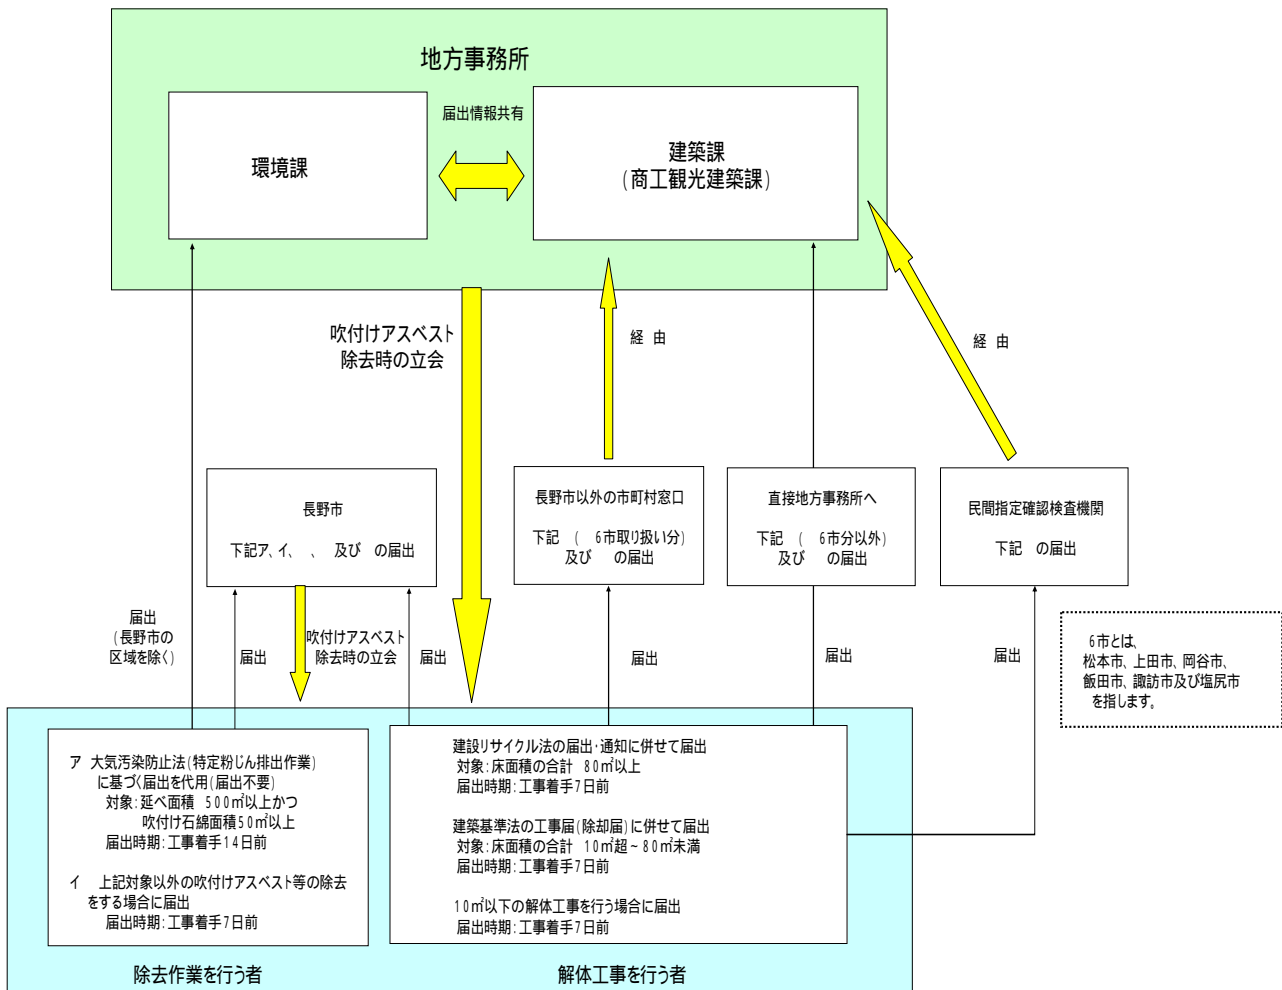 地方事務所
環境課
届出情報共有
建築課
(商工観光建築課)
吹付けアスベスト
除去時の立会
経 由
経 由
長野市
下記ア、イ、 、 及び の届出
長野市以外の市町村窓口
下記 ( 6市取り扱い分)
及び の届出
直接地方事務所へ
下記 ( 6市分以外)
及び の届出
民間指定確認検査機関
下記 の届出
届出
(長野市の
区域を除く)
届出
吹付けアスベスト
除去時の立会
届出
届出
届出
届出
6市とは、
松本市、上田市、岡谷市、
飯田市、諏訪市及び塩尻市
を指します。
ア 大気汚染防止法(特定粉じん排出作業)
に基づく届出を代用(届出不要)
対象:延べ面積 500㎡以上かつ
吹付け石綿面積50㎡以上
届出時期:工事着手14日前
イ 上記対象以外の吹付けアスベスト等の除去
をする場合に届出
届出時期:工事着手7日前
建設リサイクル法の届出・通知に併せて届出
対象:床面積の合計 80㎡以上
届出時期:工事着手7日前
建築基準法の工事届(除却届)に併せて届出
対象:床面積の合計 10㎡超~80㎡未満
届出時期:工事着手7日前
10㎡以下の解体工事を行う場合に届出
届出時期:工事着手7日前
除去作業を行う者
解体工事を行う者